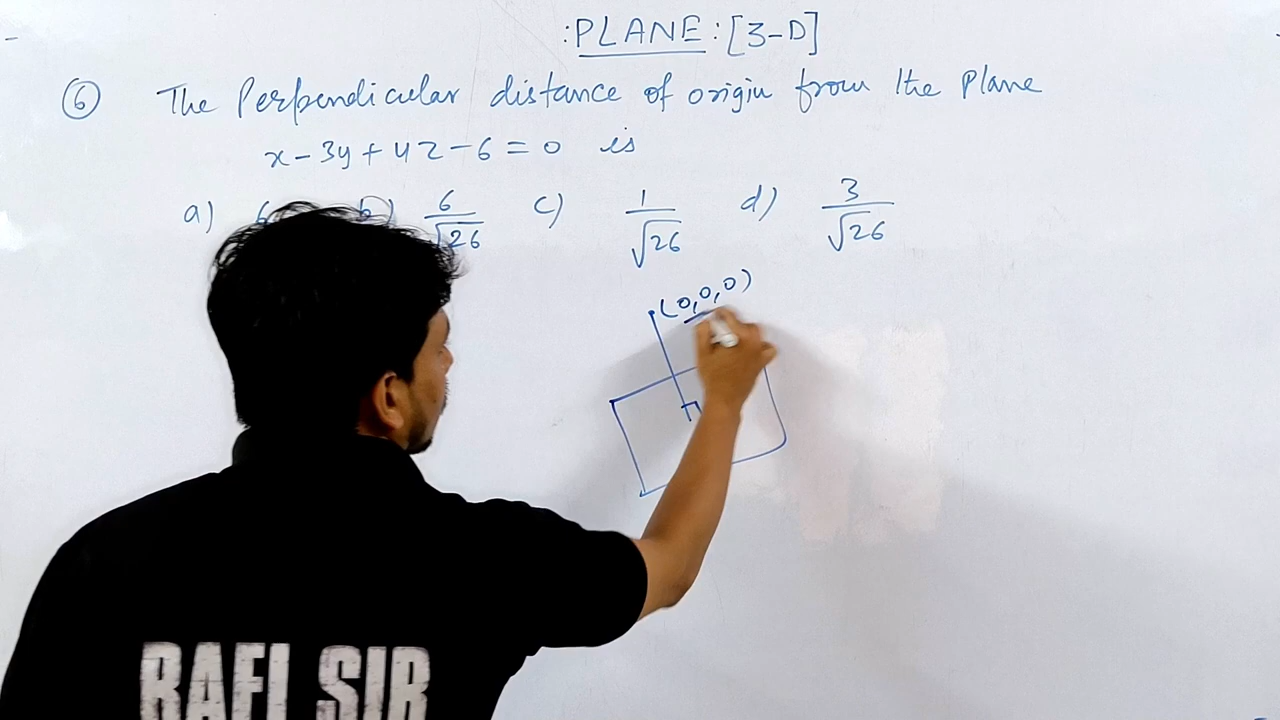 :PLANE: [3-D]
⑥ The Perpendicular distance of origin from the Plane
x - 3y + 4z - 6 = 0 is
a) 6 b) 6/√26 c) 1/√26 d) 3/√26
(0,0,0)
RAFI SIR